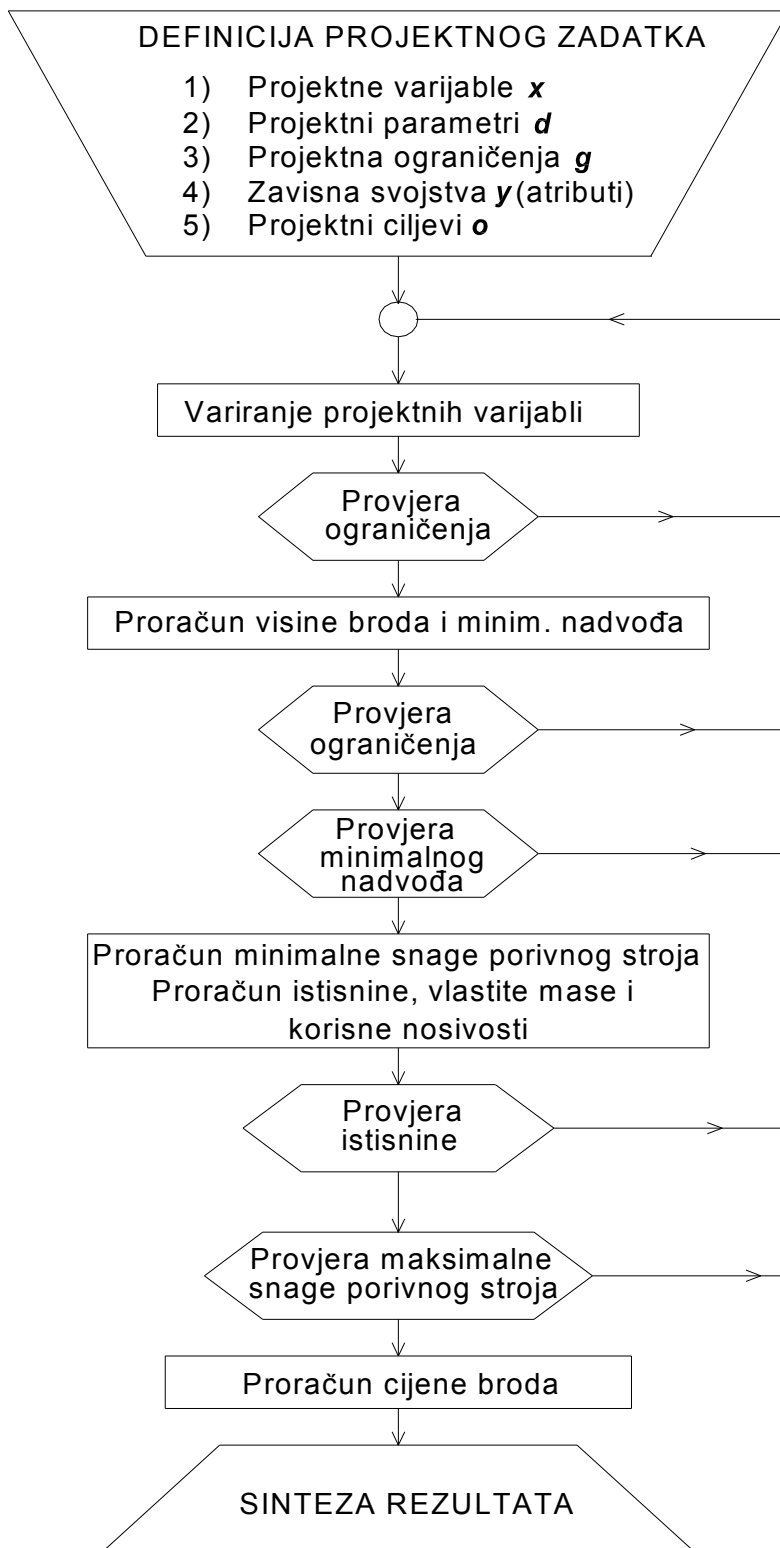 DEFINICIJA PROJEKTNOG ZADATKA
1) Projektne varijable x
2) Projektni parametri d
3) Projektna ograničenja g
4) Zavisna svojstva y (atributi)
5) Projektni ciljevi o
Variranje projektnih varijabli
Provjera
ograničenja
Proračun visine broda i minim. nadvođa
Provjera
ograničenja
Provjera
minimalnog
nadvođa
Proračun minimalne snage porivnog stroja
Proračun istisnine, vlastite mase i
korisne nosivosti
Provjera
istisnine
Provjera maksimalne
snage porivnog stroja
Proračun cijene broda
SINTEZA REZULTATA